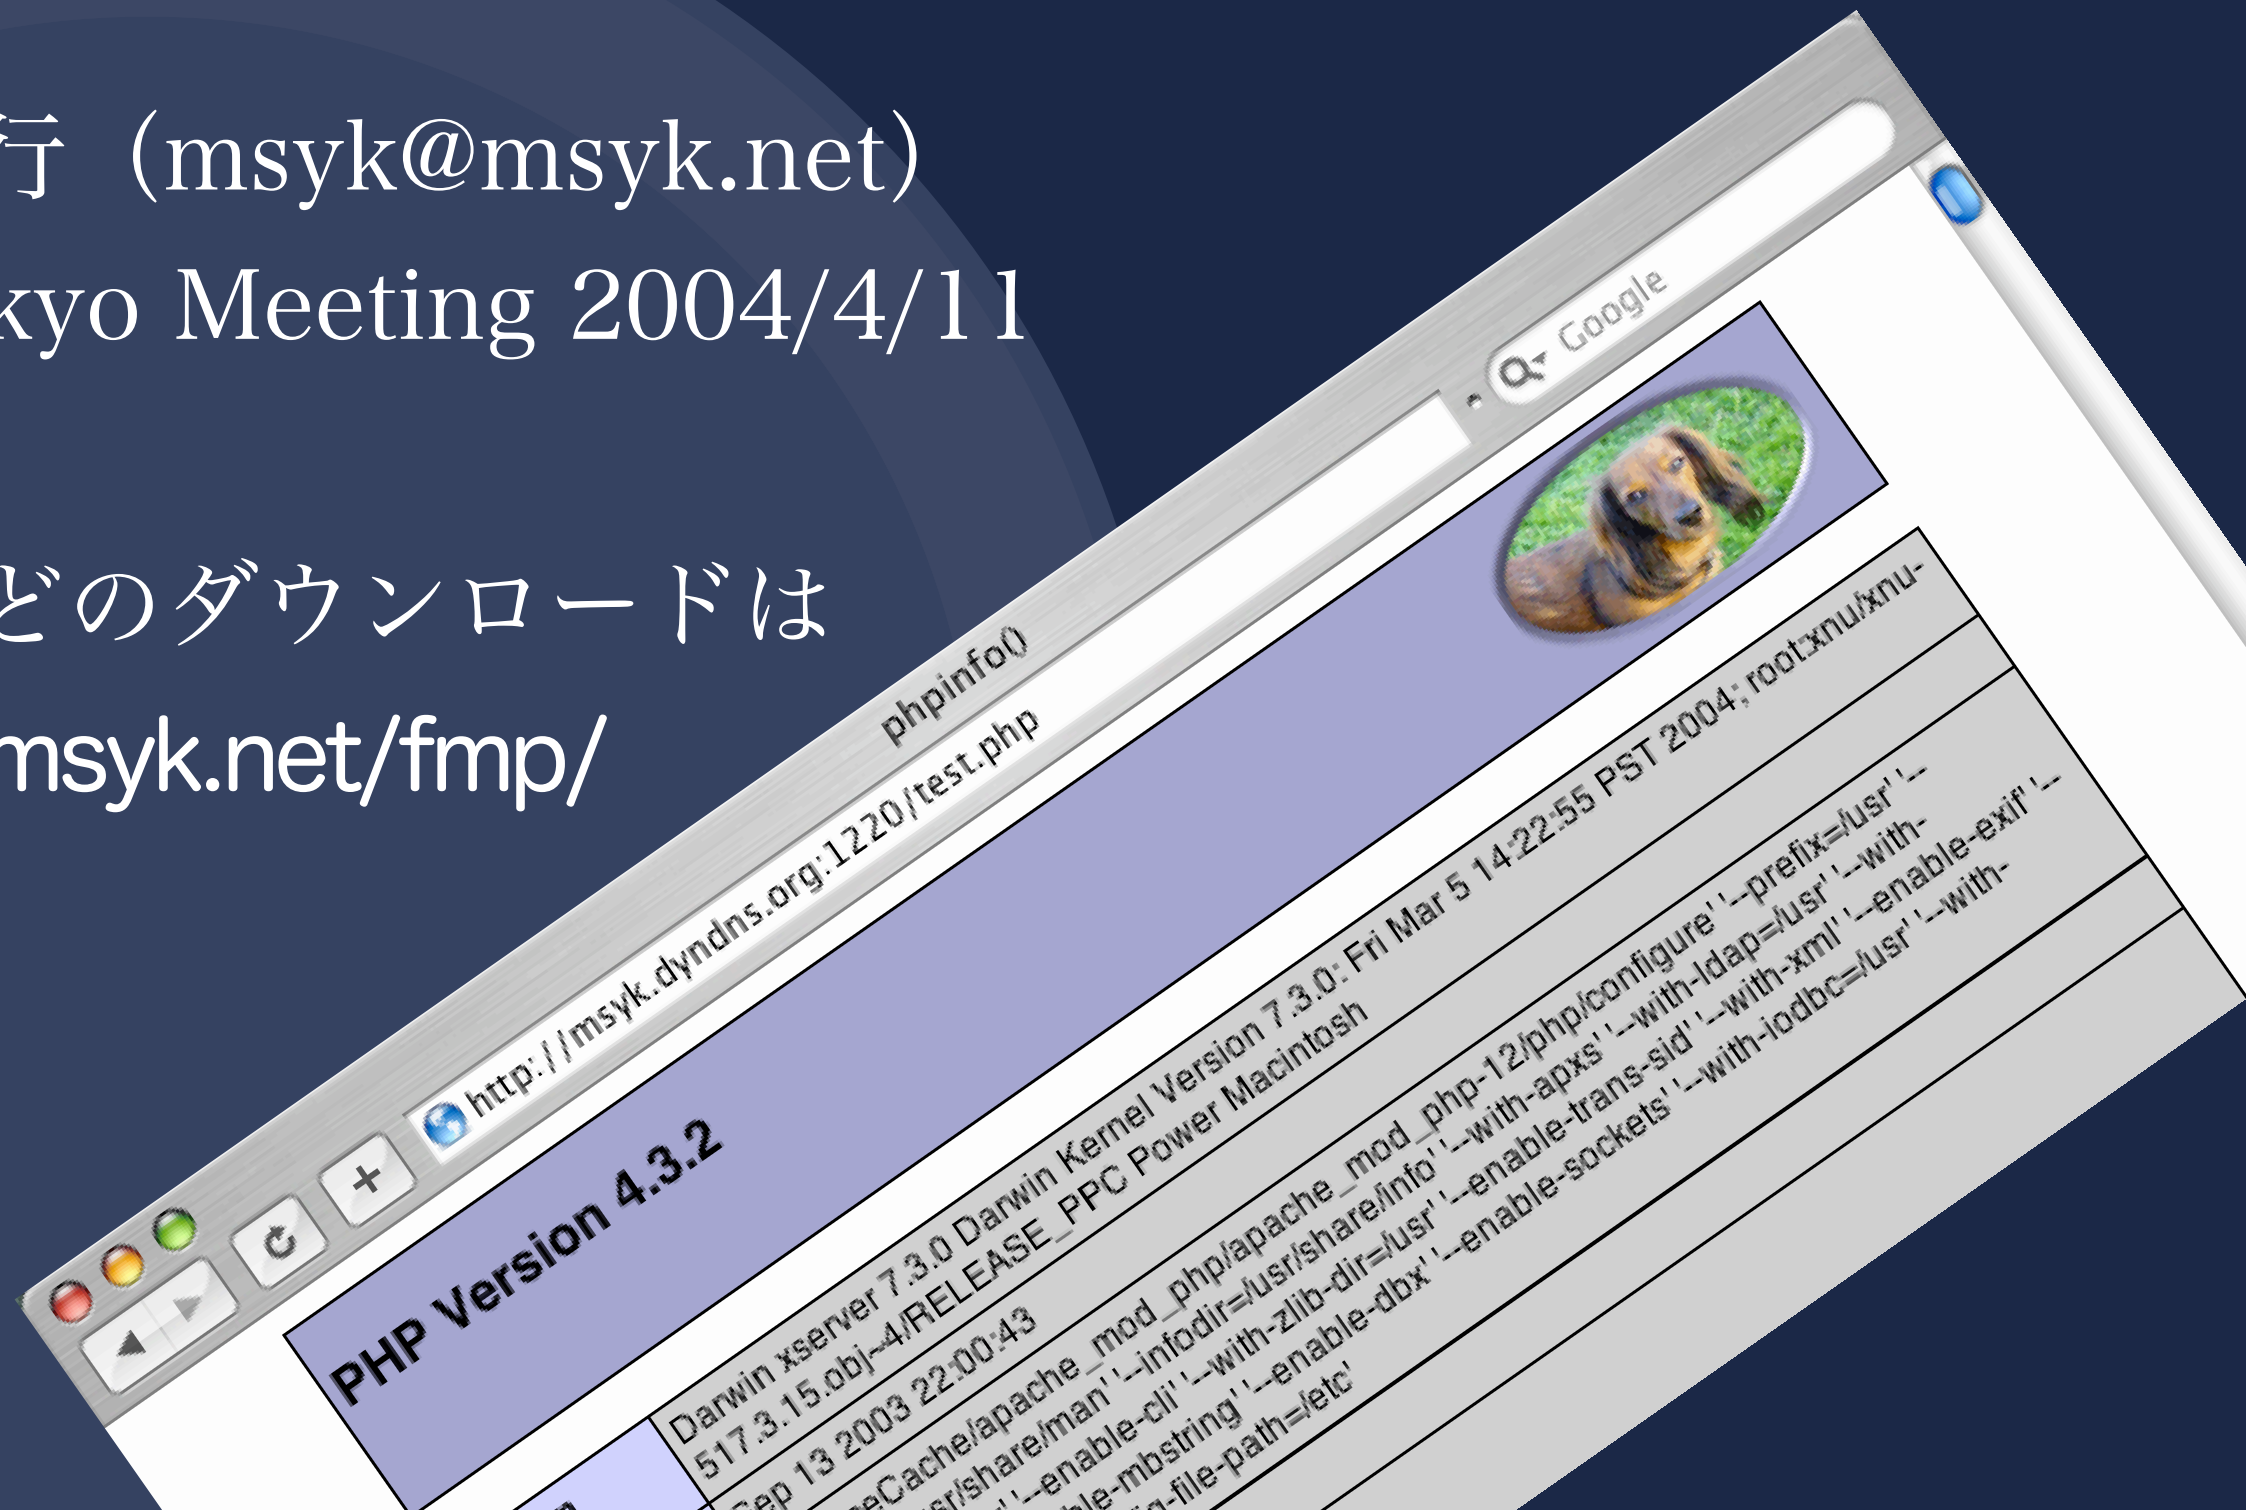 行（msyk@msyk.net）
kyo Meeting 2004/4/11
どのダウンロードは
msyk.net/fmp/
phpinfo()
http://msyk.dyndns.org:1220/test.php
Google
PHP Version 4.3.2
Darwin xserver 7.3.0 Darwin Kernel Version 7.3.0: Fri Mar 5 14:22:55 PST 2004; root:xnu/xnu-
517.3.15.obj~4/RELEASE_PPC Power Macintosh
Sep 13 2003 22:00:43
eCache/apache_mod_php/apache_mod_php-12/php/configure' '--prefix=/usr' '--
sr/share/man' '--infodir=/usr/share/info' '--with-apxs' '--with-ldap=/usr' '--with-
'--enable-cli' '--with-zlib-dir=/usr' '--enable-trans-sid' '--with-xml' '--enable-exif' '--
ble-mbstring' '--enable-dbx' '--enable-sockets' '--with-iodbc=/usr' '--with-
g-file-path=/etc'